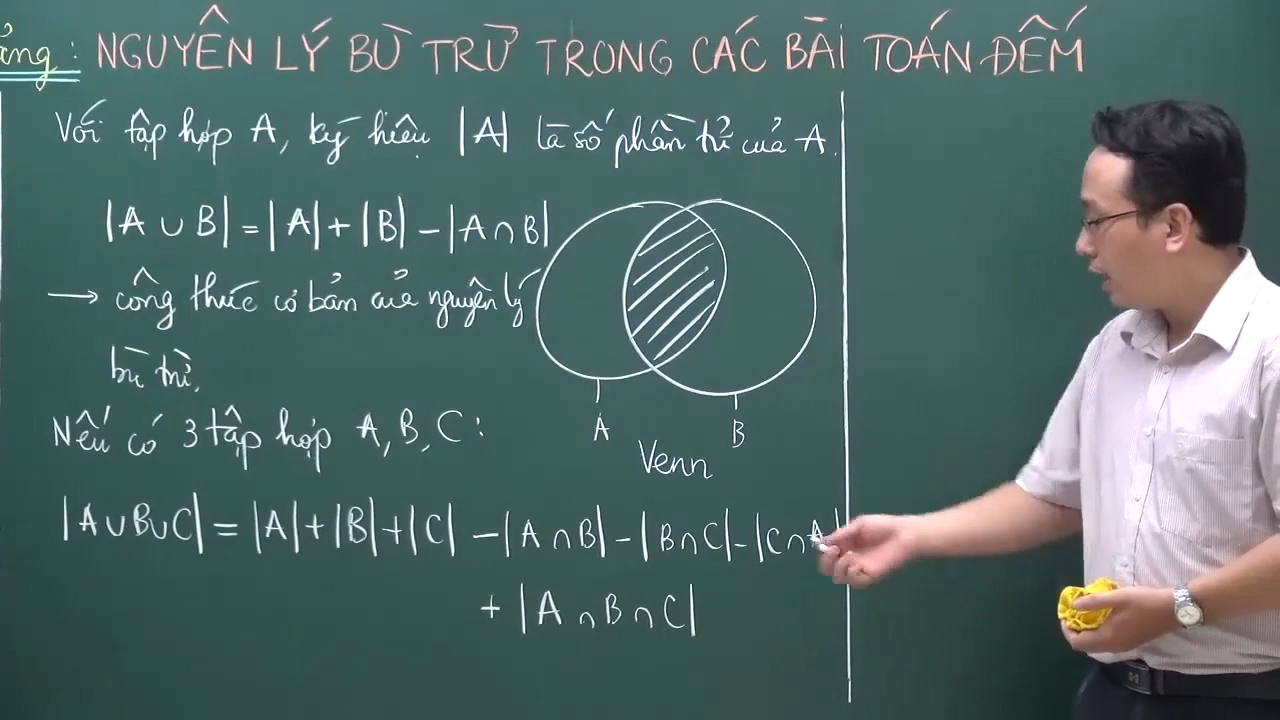 ảng: NGUYÊN LÝ BÙ TRỪ TRONG CÁC BÀI TOÁN ĐẾM
Với tập hợp A, ký hiệu |A| là số phần tử của A.
|A ∪ B| = |A| + |B| - |A ∩ B|
→ công thức cơ bản của nguyên lý
bù trừ.
A
B
Venn
Nếu có 3 tập hợp A, B, C:
|A∪B∪C| = |A| + |B| + |C| - |A ∩ B| - |B ∩ C| - |C ∩ A|
+ |A ∩ B ∩ C|